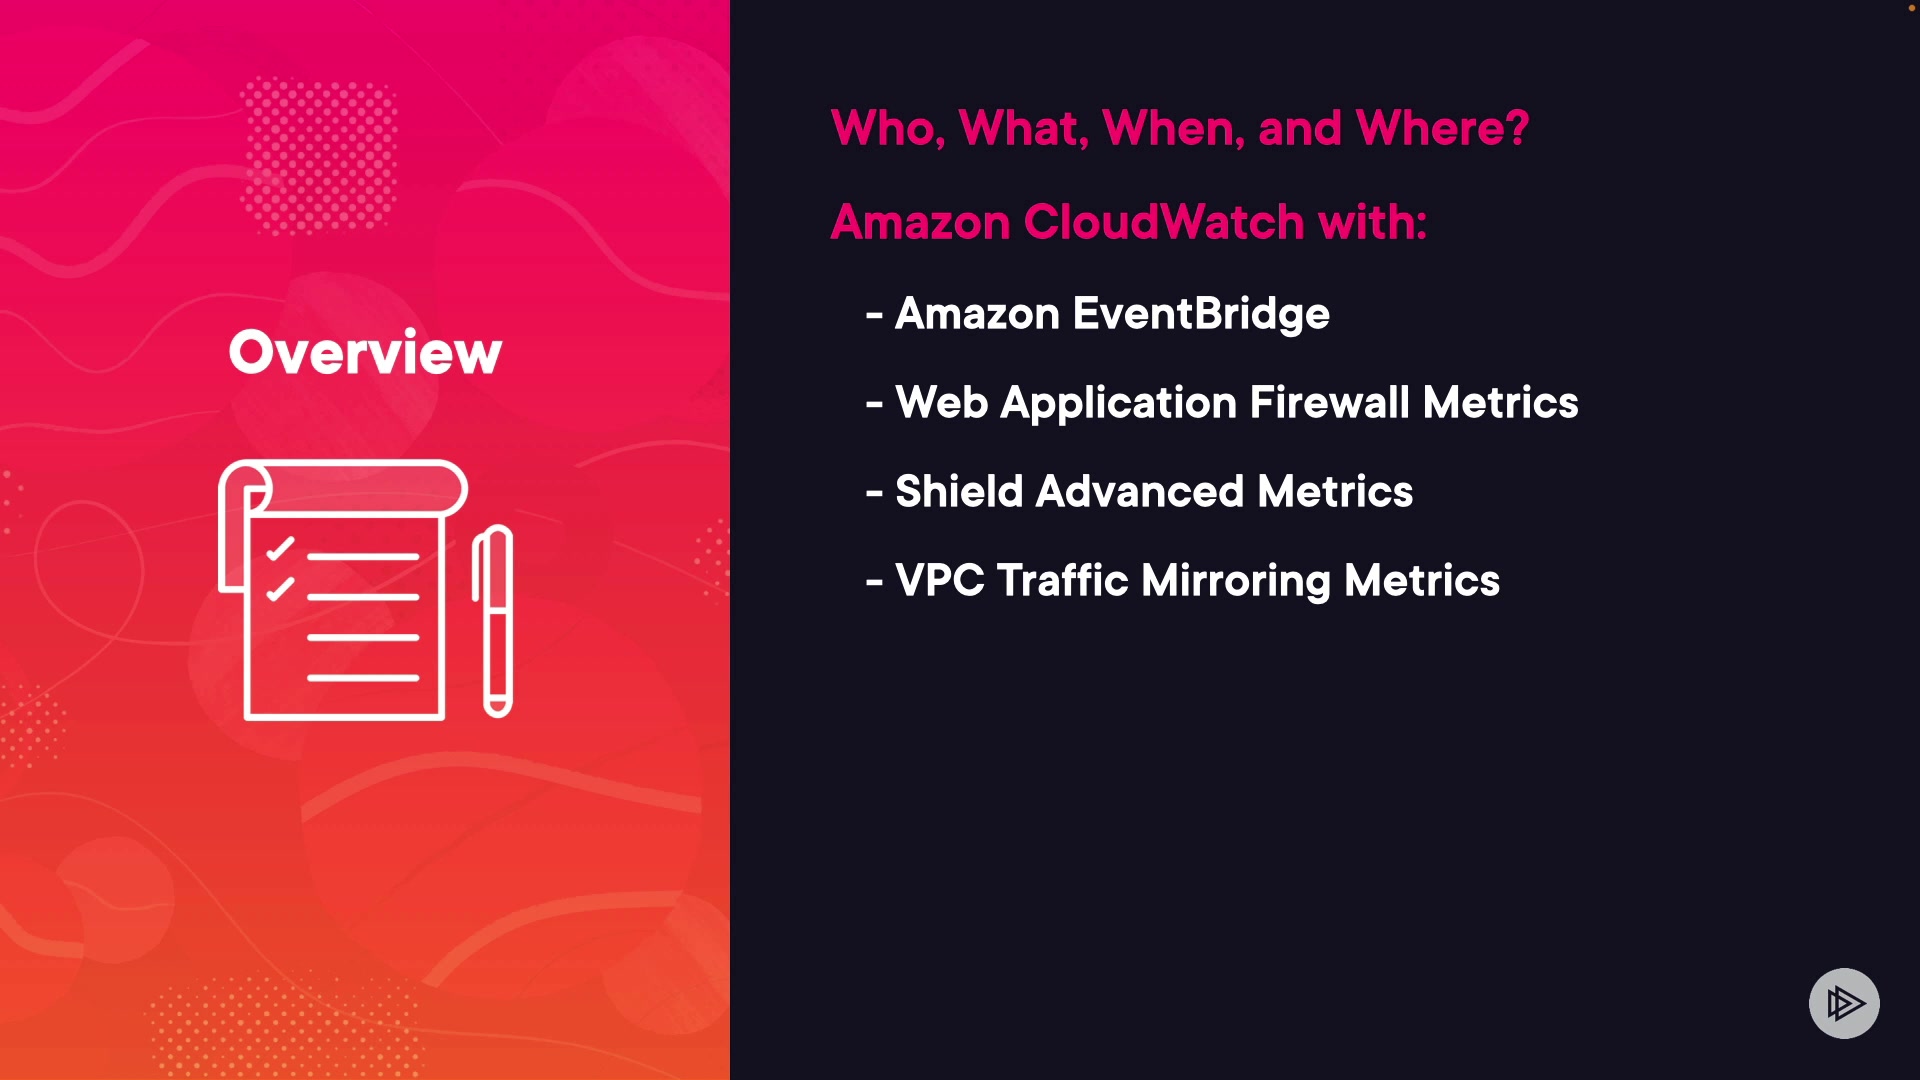 Overview
Who, What, When, and Where?
Amazon CloudWatch with:
- Amazon EventBridge
- Web Application Firewall Metrics
- Shield Advanced Metrics
- VPC Traffic Mirroring Metrics